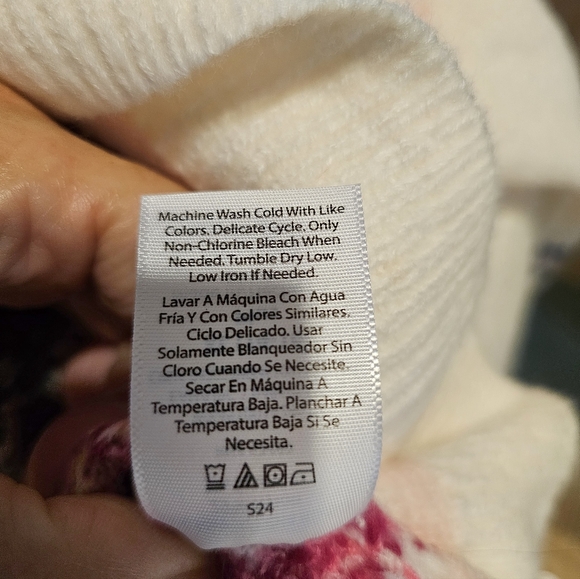 Machine Wash Cold With Like
Colors. Delicate Cycle. Only
Non-Chlorine Bleach When
Needed. Tumble Dry Low.
Low Iron If Needed.
Lavar A Máquina Con Agua
Fría Y Con Colores Similares.
Ciclo Delicado. Usar
Solamente Blanqueador Sin
Cloro Cuando Se Necesite.
Secar En Máquina A
Temperatura Baja. Planchar A
Temperatura Baja Si Se
Necesita.
S24